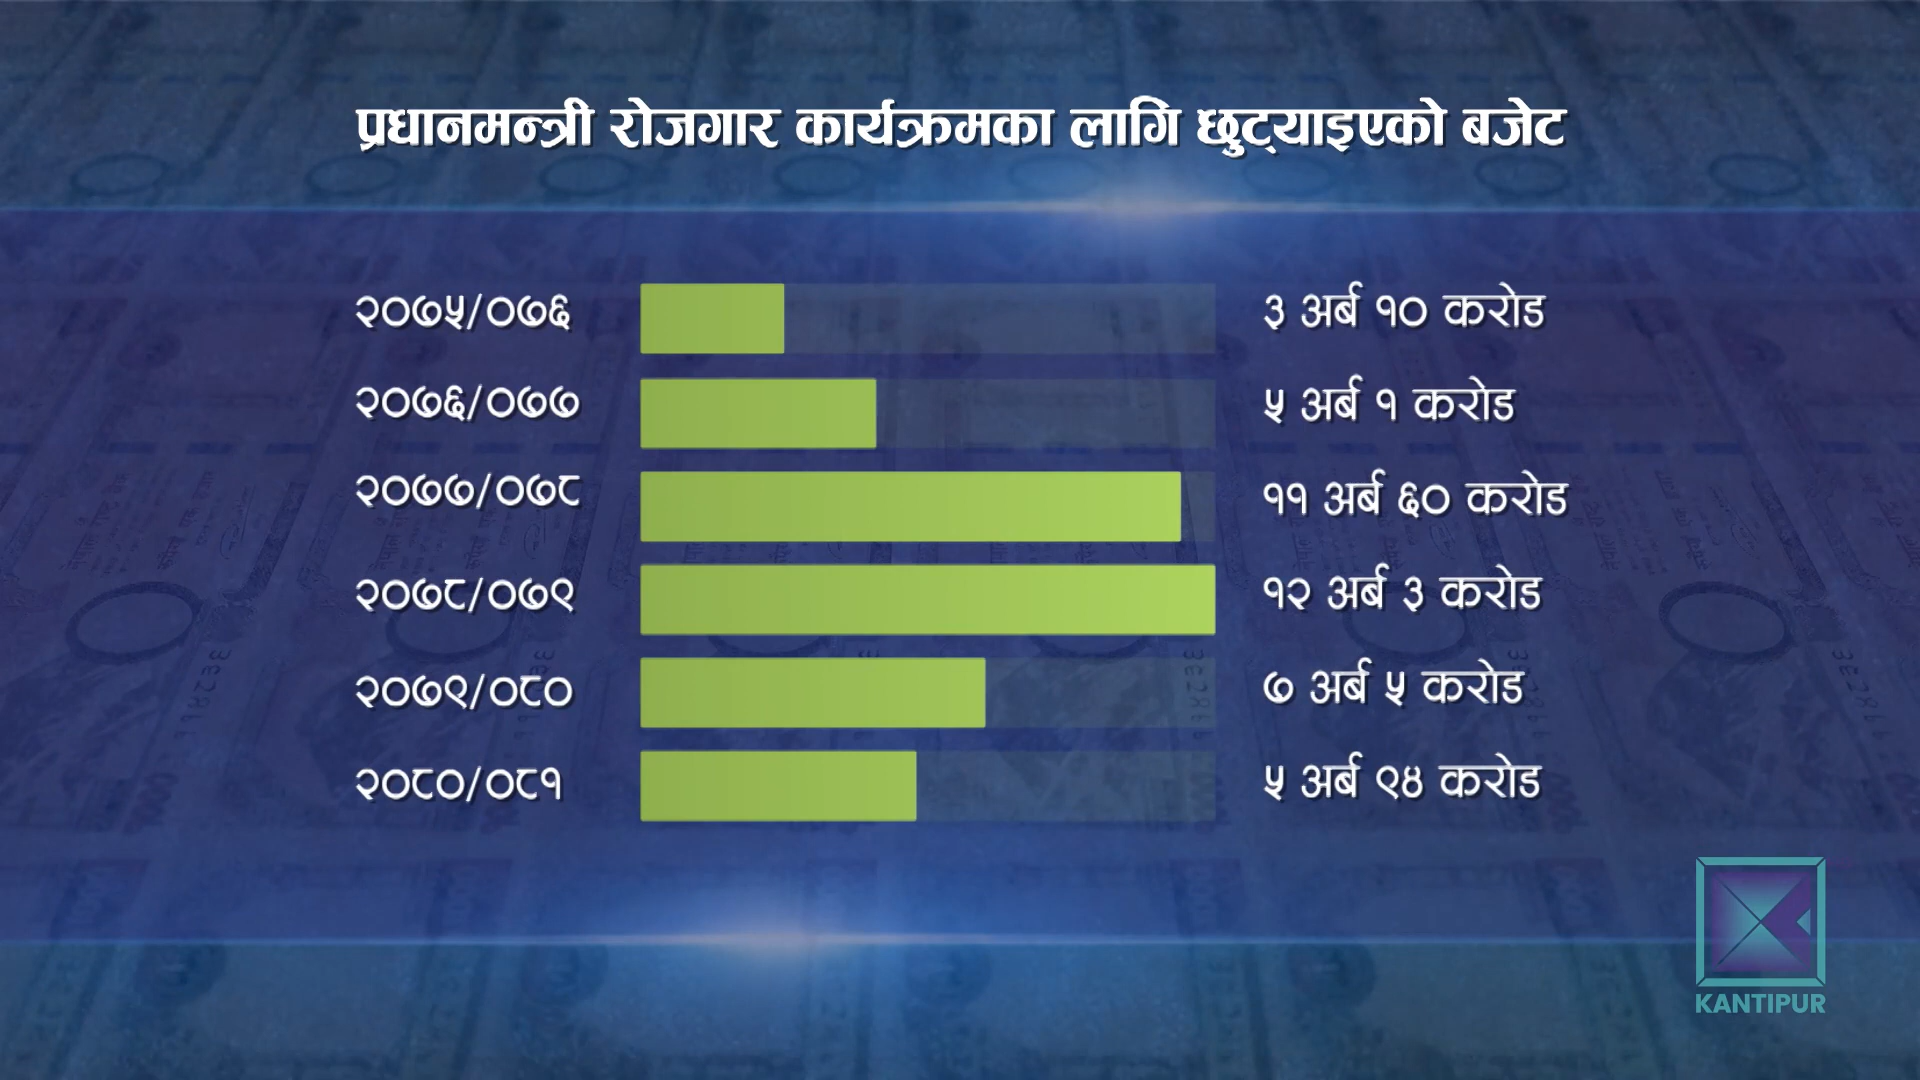 प्रधानमन्त्री रोजगार कार्यक्रमका लागि छुट्याइएको बजेट
२०७५/०७६ ३ अर्ब १० करोड
२०७६/०७७ ५ अर्ब १ करोड
२०७७/०७८ ११ अर्ब ६० करोड
२०७८/०७९ १२ अर्ब ३ करोड
२०७९/०८० ७ अर्ब ५ करोड
२०८०/०८१ ५ अर्ब ९४ करोड
KANTIPUR